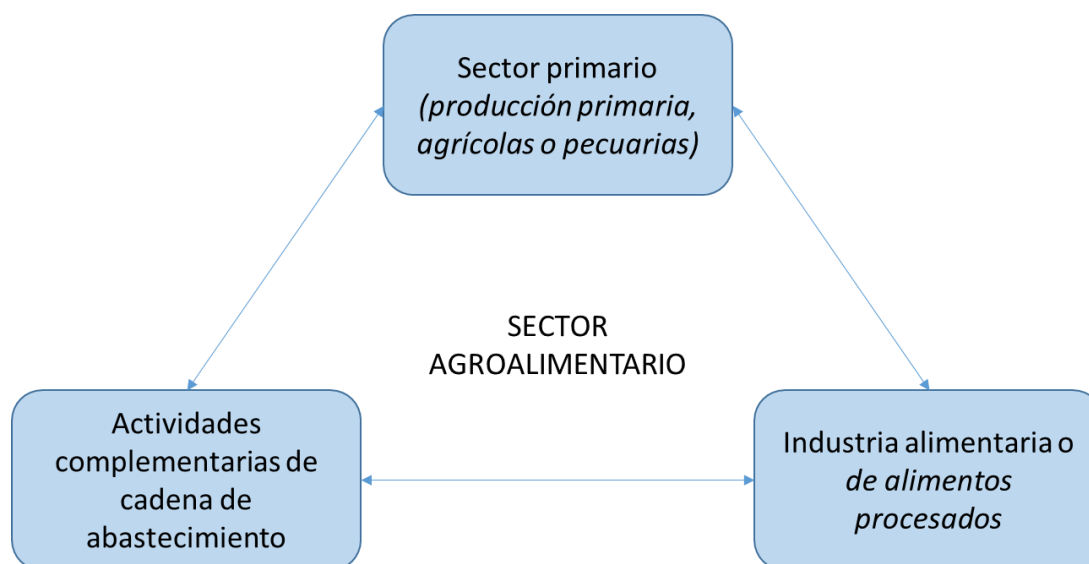 Sector primario
(producción primaria,
agrícolas o pecuarias)
SECTOR
AGROALIMENTARIO
Actividades
complementarias de
cadena de
abastecimiento
Industria alimentaria o
de alimentos
procesados